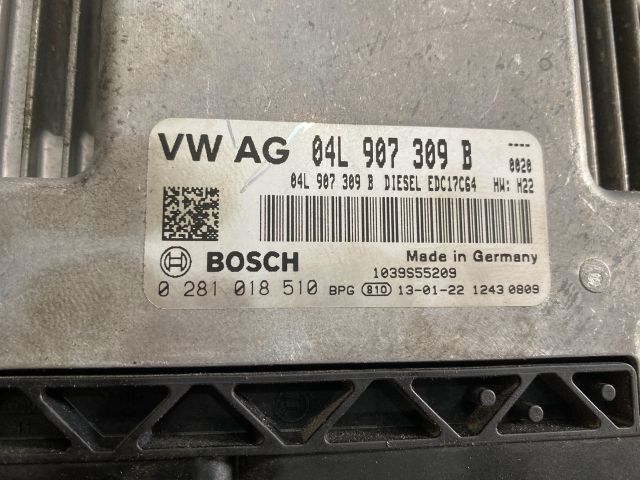 VW AG 04L 907 309 B ----
0020
04L 907 309 B DIESEL EDC17C64 HW: H22
BOSCH Made in Germany
1039S55209
0 281 018 510 BPG 810 13-01-22 1243 0809